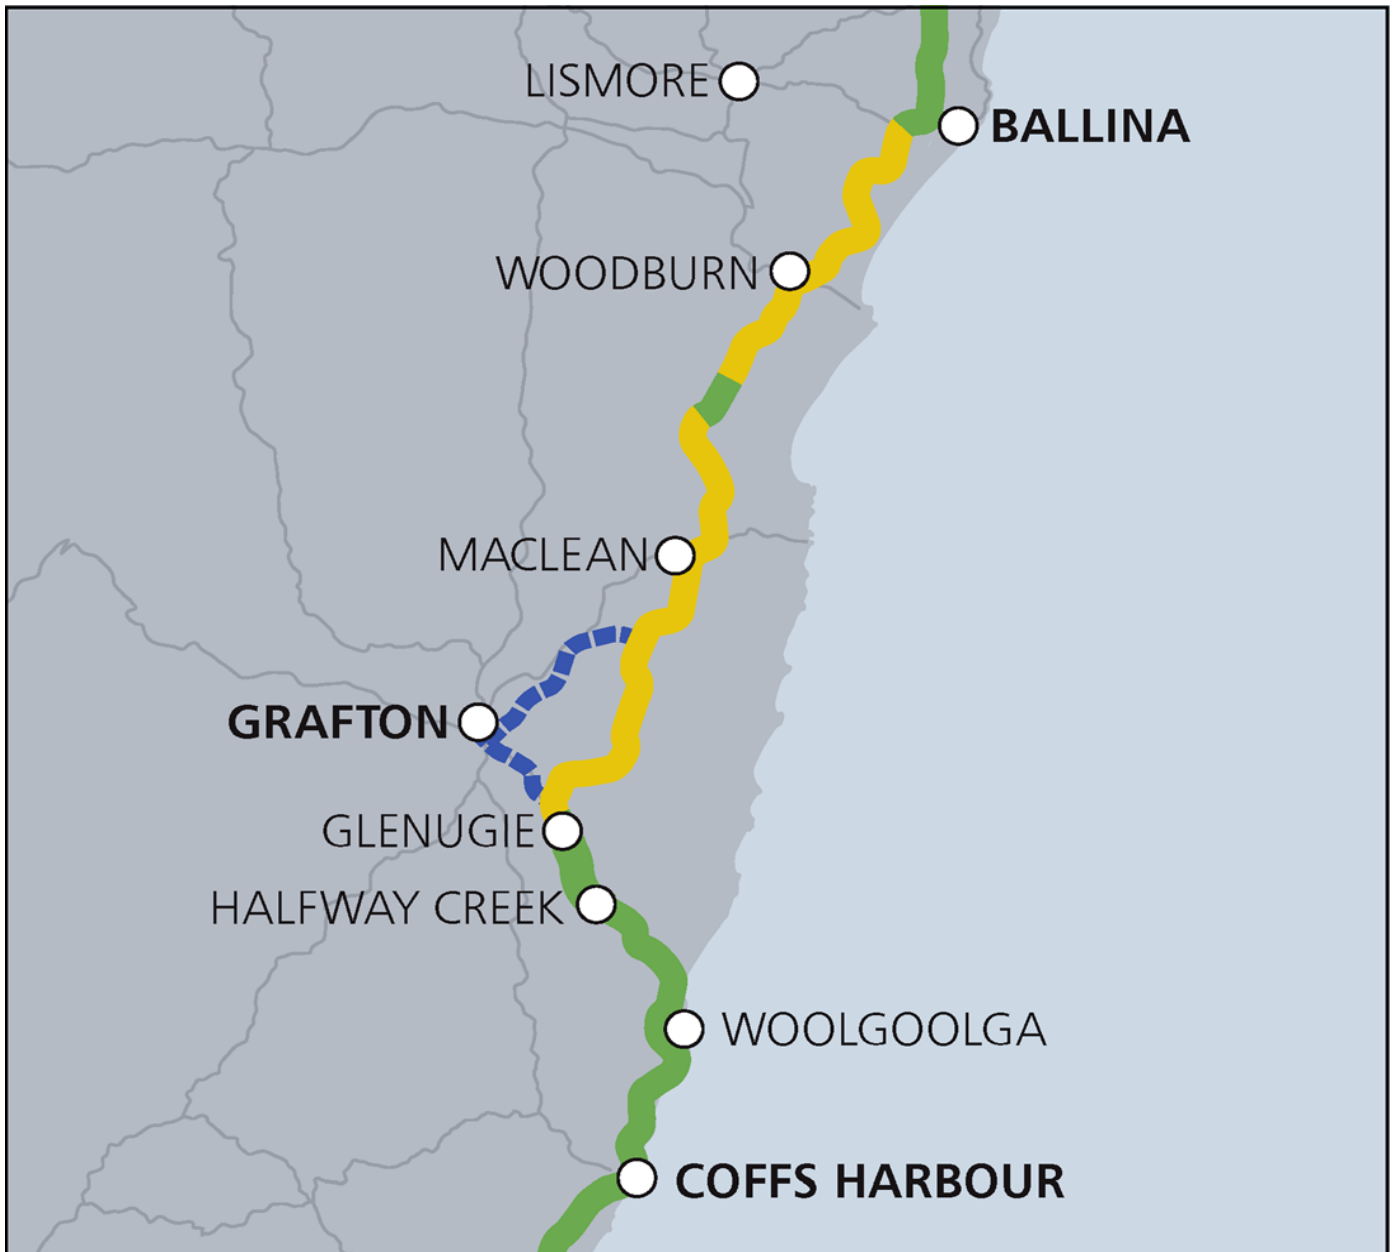 LISMORE
BALLINA
WOODBURN
MACLEAN
GRAFTON
GLENUGIE
HALFWAY CREEK
WOOLGOOLGA
COFFS HARBOUR